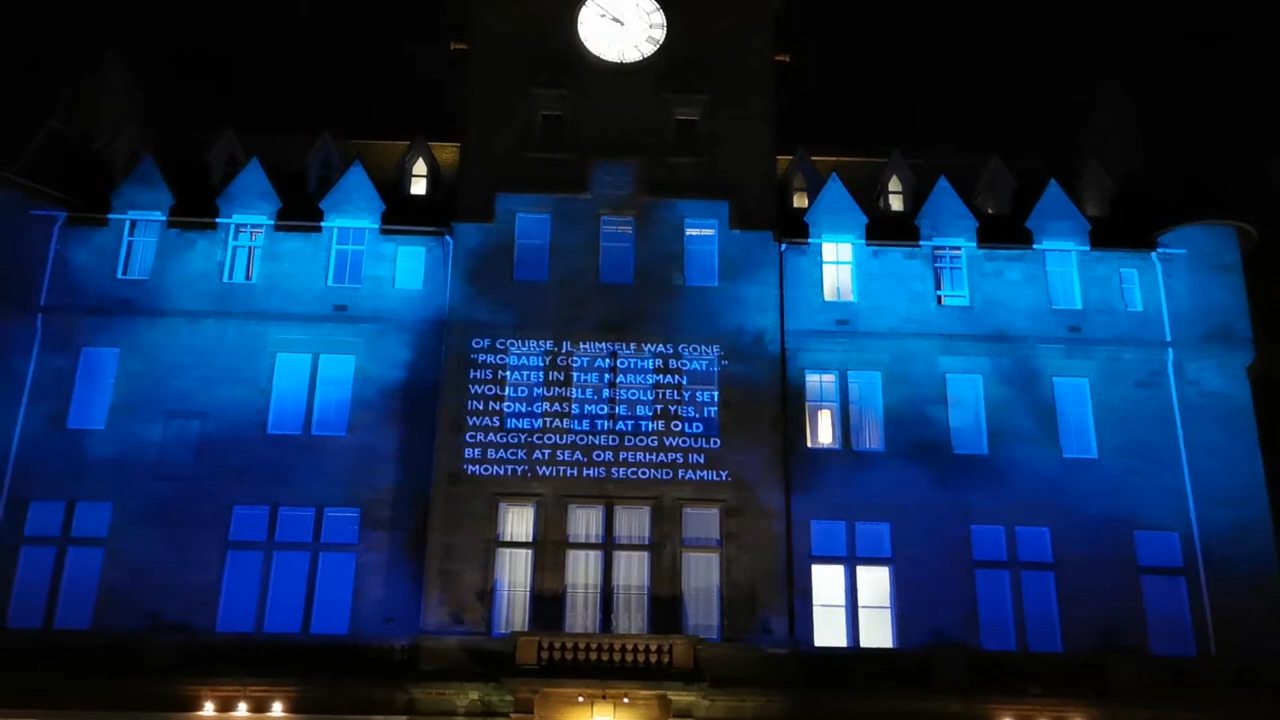 OF COURSE, JL HIMSELF WAS GONE.
"PROBABLY GOT ANOTHER BOAT..."
HIS MATES IN THE MARKSMAN
WOULD MUMBLE, RESOLUTELY SET
IN NON-GRASS MODE. BUT YES, IT
WAS INEVITABLE THAT THE OLD
CRAGGY-COUPONED DOG WOULD
BE BACK AT SEA, OR PERHAPS IN
'MONTY', WITH HIS SECOND FAMILY.